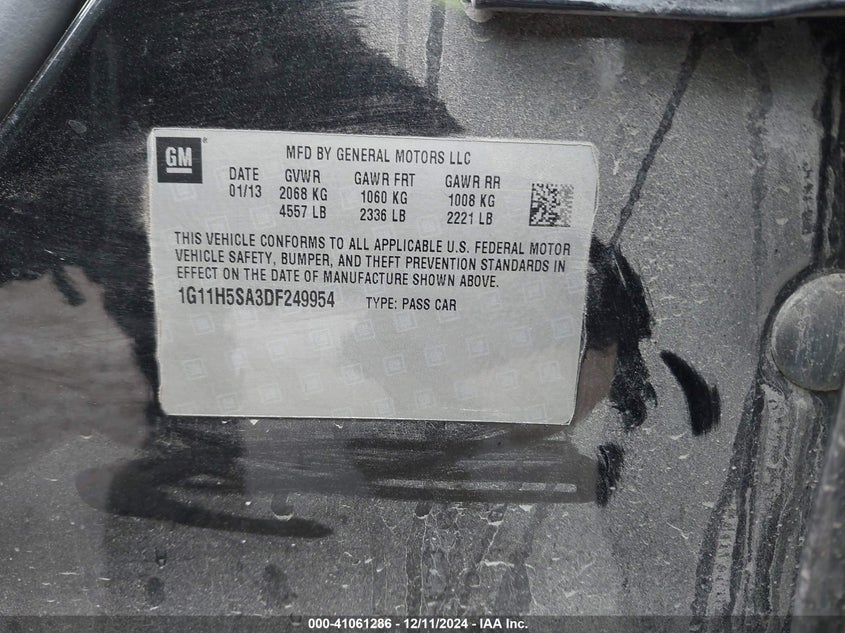 GM ®
MFD BY GENERAL MOTORS LLC
DATE GVWR GAWR FRT GAWR RR
01/13 2068 KG 1060 KG 1008 KG
4557 LB 2336 LB 2221 LB
THIS VEHICLE CONFORMS TO ALL APPLICABLE U.S. FEDERAL MOTOR
VEHICLE SAFETY, BUMPER, AND THEFT PREVENTION STANDARDS IN
EFFECT ON THE DATE OF MANUFACTURE SHOWN ABOVE.
1G11H5SA3DF249954 TYPE: PASS CAR
000-41061286 - 12/11/2024 - IAA Inc.